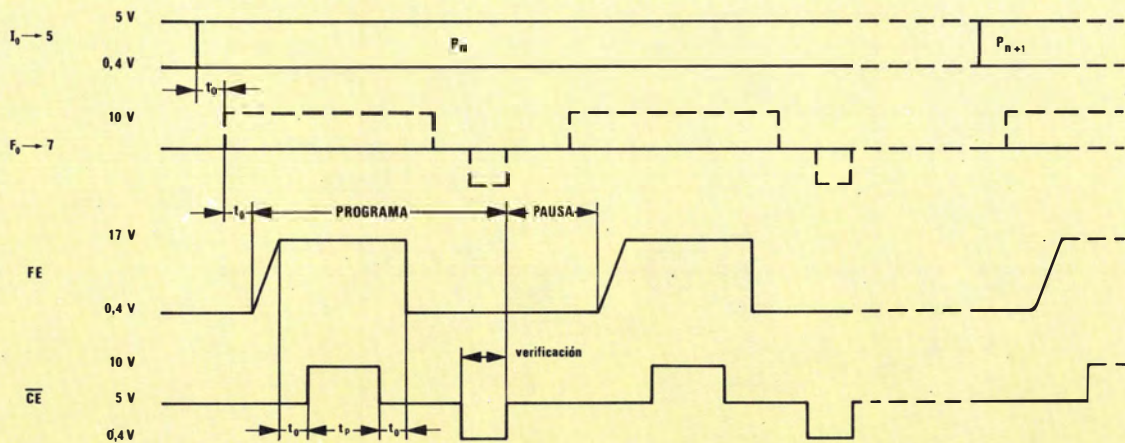 5 V
I₀ → 5
Pₙ
Pₙ₊₁
0,4 V
t₀
10 V
F₀ → 7
t₀
PROGRAMA
PAUSA
17 V
FE
0,4 V
verificación
10 V
CE
5 V
0,4 V
t₀
tₚ
t₀